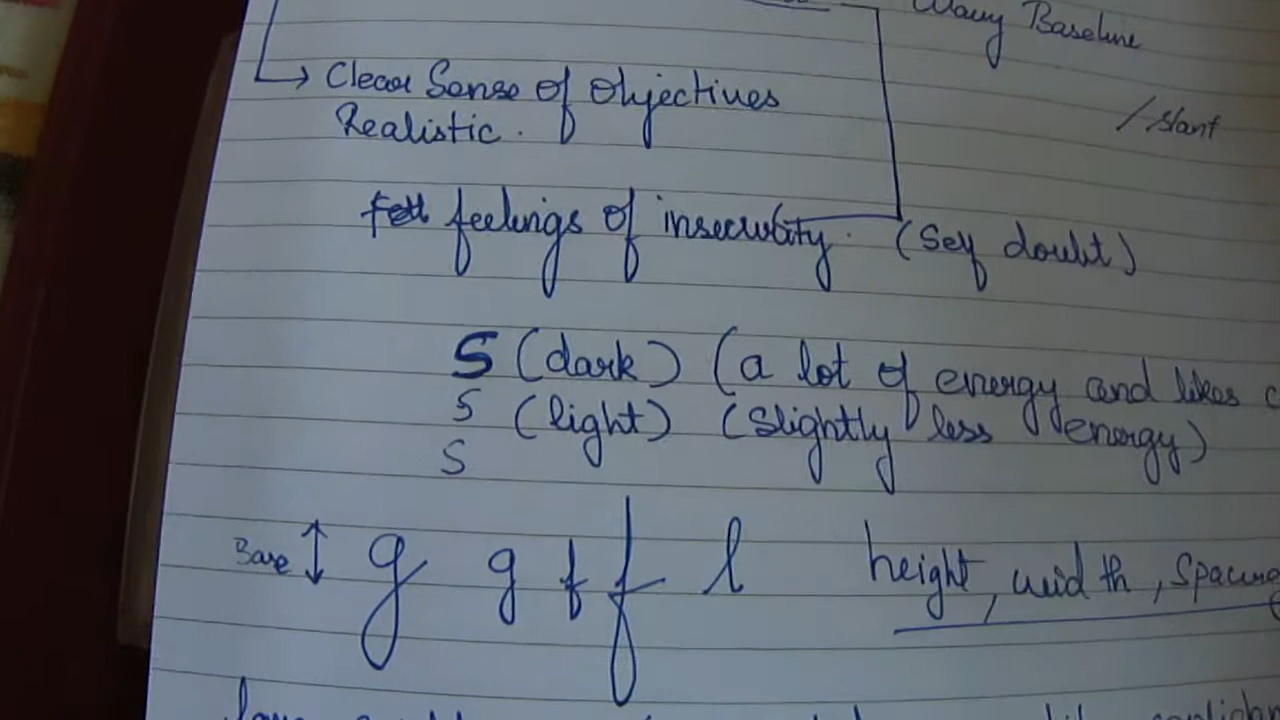 Wavy Baseline
→ Clear Sense of Objectives
Realistic.
/ slant
feelings of insecurity. (Self doubt)
S (dark) (a lot of energy and likes
S (light) (Slightly less energy)
S
Base ↕ g g f f l height, width, Spacing